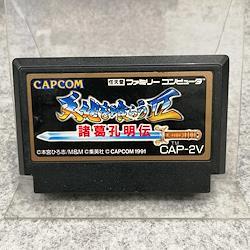 CAPCOM
任天堂 ファミリーコンピュータ
天地を喰らうII
諸葛孔明伝
TM
CAP-2V
©本宮ひろ志/M&M ©集英社 ©CAPCOM 1991